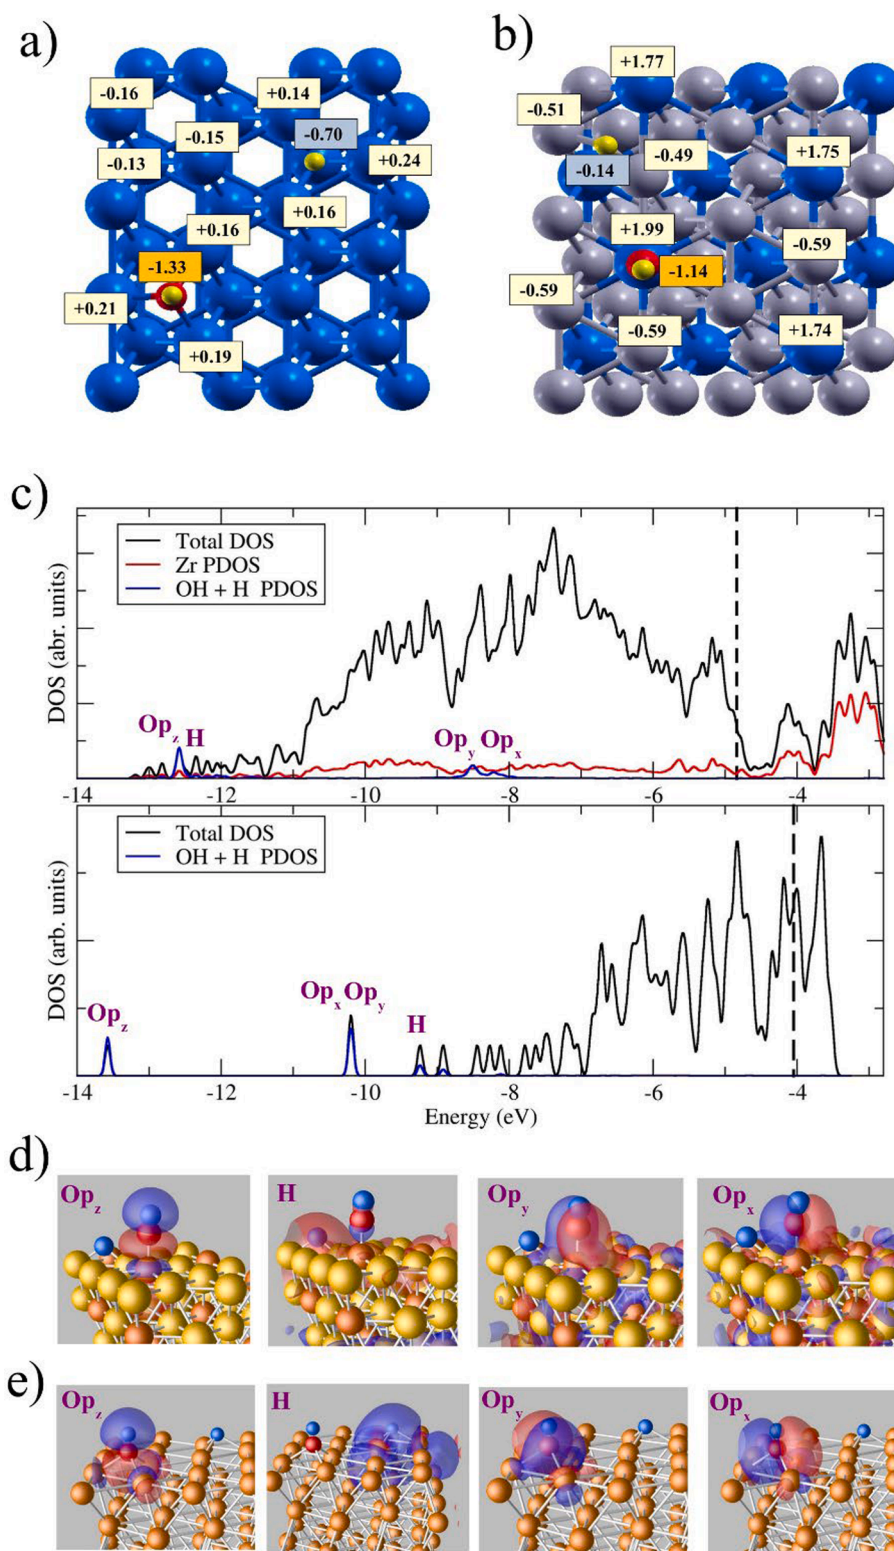 a)
b)
-0.16
+0.14
+1.77
-0.51
-0.15
-0.70
-0.13
+0.24
-0.14
-0.49
+1.75
+0.16
+0.16
+1.99
-0.59
-1.33
-1.14
+0.21
-0.59
+0.19
-0.59
+1.74
c)
DOS (abr. units)
Total DOS
Zr PDOS
OH + H PDOS
Opz H
Opy Opx
-14 -12 -10 -8 -6 -4
DOS (arb. units)
Total DOS
OH + H PDOS
Opz
OpxOpy
H
-14 -12 -10 -8 -6 -4
Energy (eV)
d)
Opz H Opy Opx
e)
Opz H Opy Opx